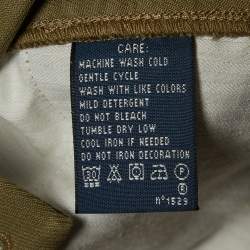 CARE:
MACHINE WASH COLD
GENTLE CYCLE
WASH WITH LIKE COLORS
MILD DETERGENT
DO NOT BLEACH
TUMBLE DRY LOW
COOL IRON IF NEEDED
DO NOT IRON DECORATION
30 P
E
Nº1529